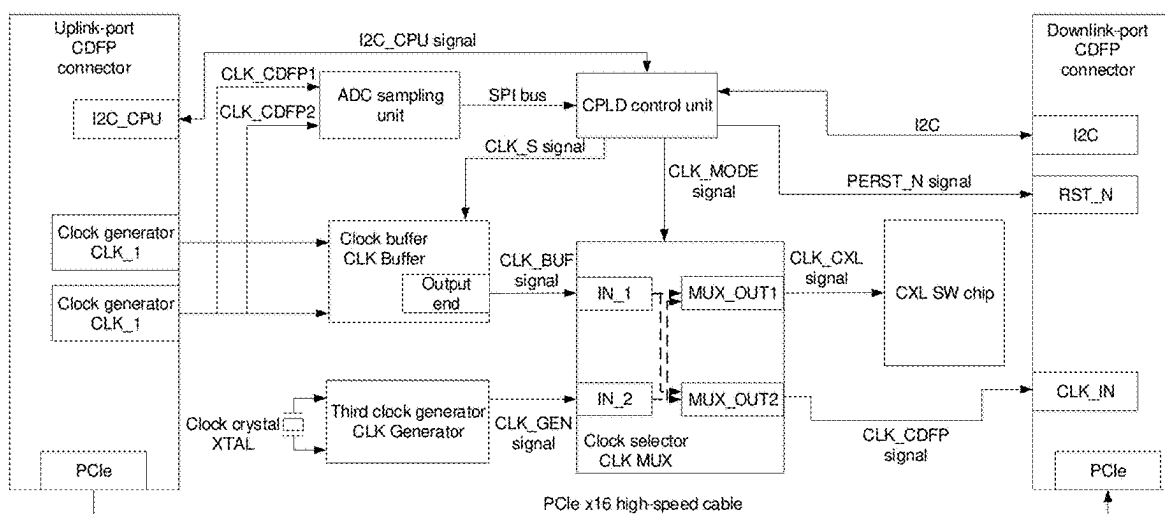 Uplink-port
CDFP
connector
I2C_CPU signal
Downlink-port
CDFP
connector
CLK_CDFP1
ADC sampling
unit
SPI bus
CPLD control unit
I2C_CPU
CLK_CDFP2
I2C
I2C
CLK_S signal
CLK_MODE
signal
PERST_N signal
RST_N
Clock generator
CLK_1
Clock buffer
CLK Buffer
Output
end
CLK_BUF
signal
IN_1
MUX_OUT1
CLK_CXL
signal
CXL SW chip
Clock generator
CLK_1
Clock crystal
XTAL
Third clock generator
CLK Generator
CLK_GEN
signal
IN_2
MUX_OUT2
Clock selector
CLK MUX
CLK_CDFP
signal
CLK_IN
PCIe
PCIe
PCIe x16 high-speed cable